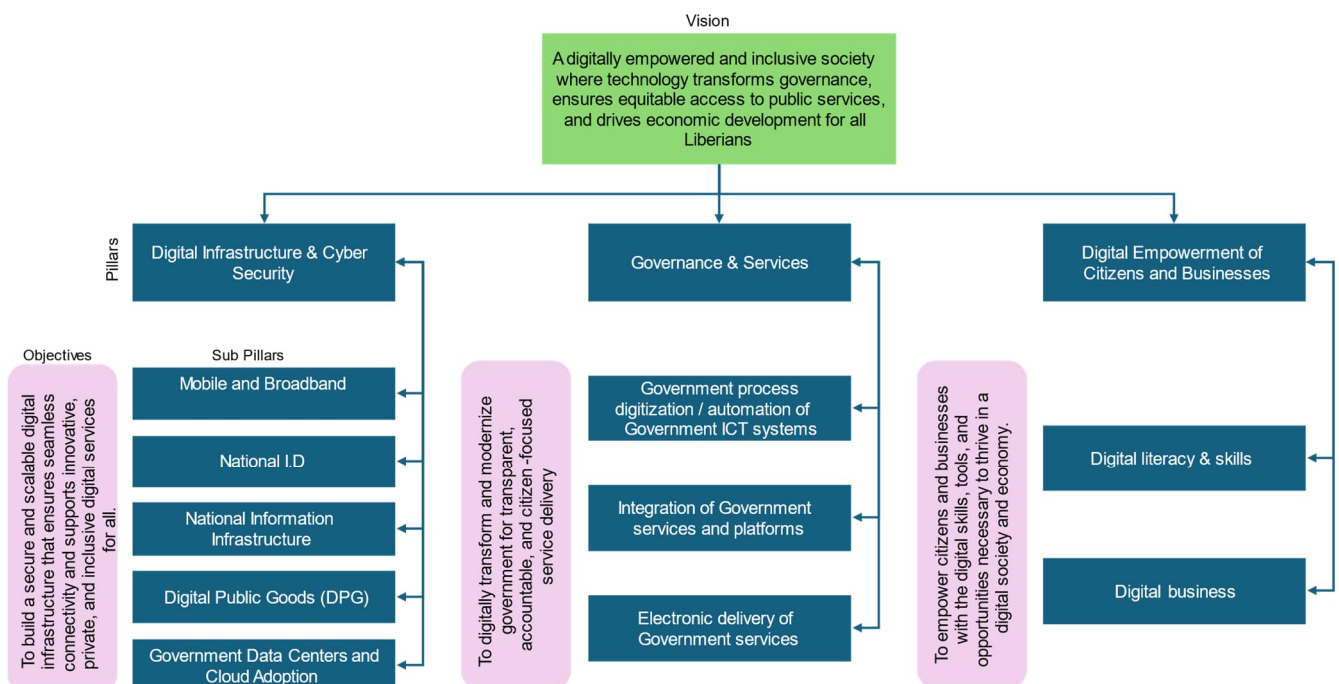 Vision
A digitally empowered and inclusive society
where technology transforms governance,
ensures equitable access to public services,
and drives economic development for all
Liberians
Pillars
Digital Infrastructure & Cyber
Security
Governance & Services
Digital Empowerment of
Citizens and Businesses
Objectives
Sub Pillars
To build a secure and scalable digital
infrastructure that ensures seamless
connectivity and supports innovative,
private, and inclusive digital services
for all.
Mobile and Broadband
National I.D
National Information
Infrastructure
Digital Public Goods (DPG)
Government Data Centers and
Cloud Adoption
To digitally transform and modernize
government for transparent,
accountable, and citizen -focused
service delivery
Government process
digitization / automation of
Government ICT systems
Integration of Government
services and platforms
Electronic delivery of
Government services
To empower citizens and businesses
with the digital skills, tools, and
opportunities necessary to thrive in a
digital society and economy.
Digital literacy & skills
Digital business